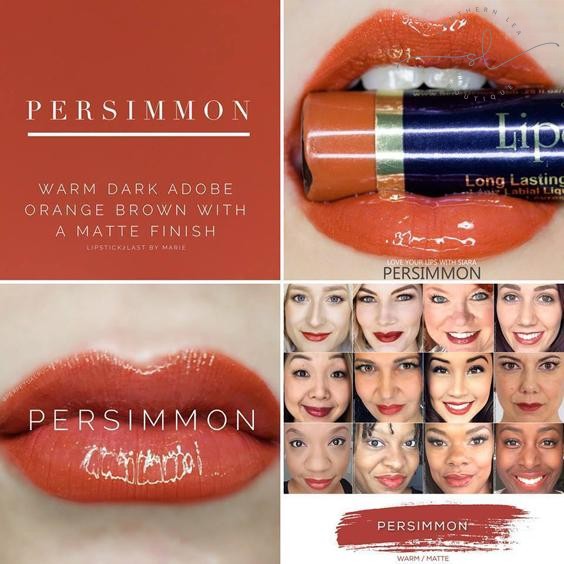 PERSIMMON
WARM DARK ADOBE
ORANGE BROWN WITH
A MATTE FINISH
LIPSTICK2LAST BY MARIE
Long Lasting
LOVE YOUR LIPS WITH SIARA
PERSIMMON
PERSIMMON
PERSIMMON
WARM / MATTE